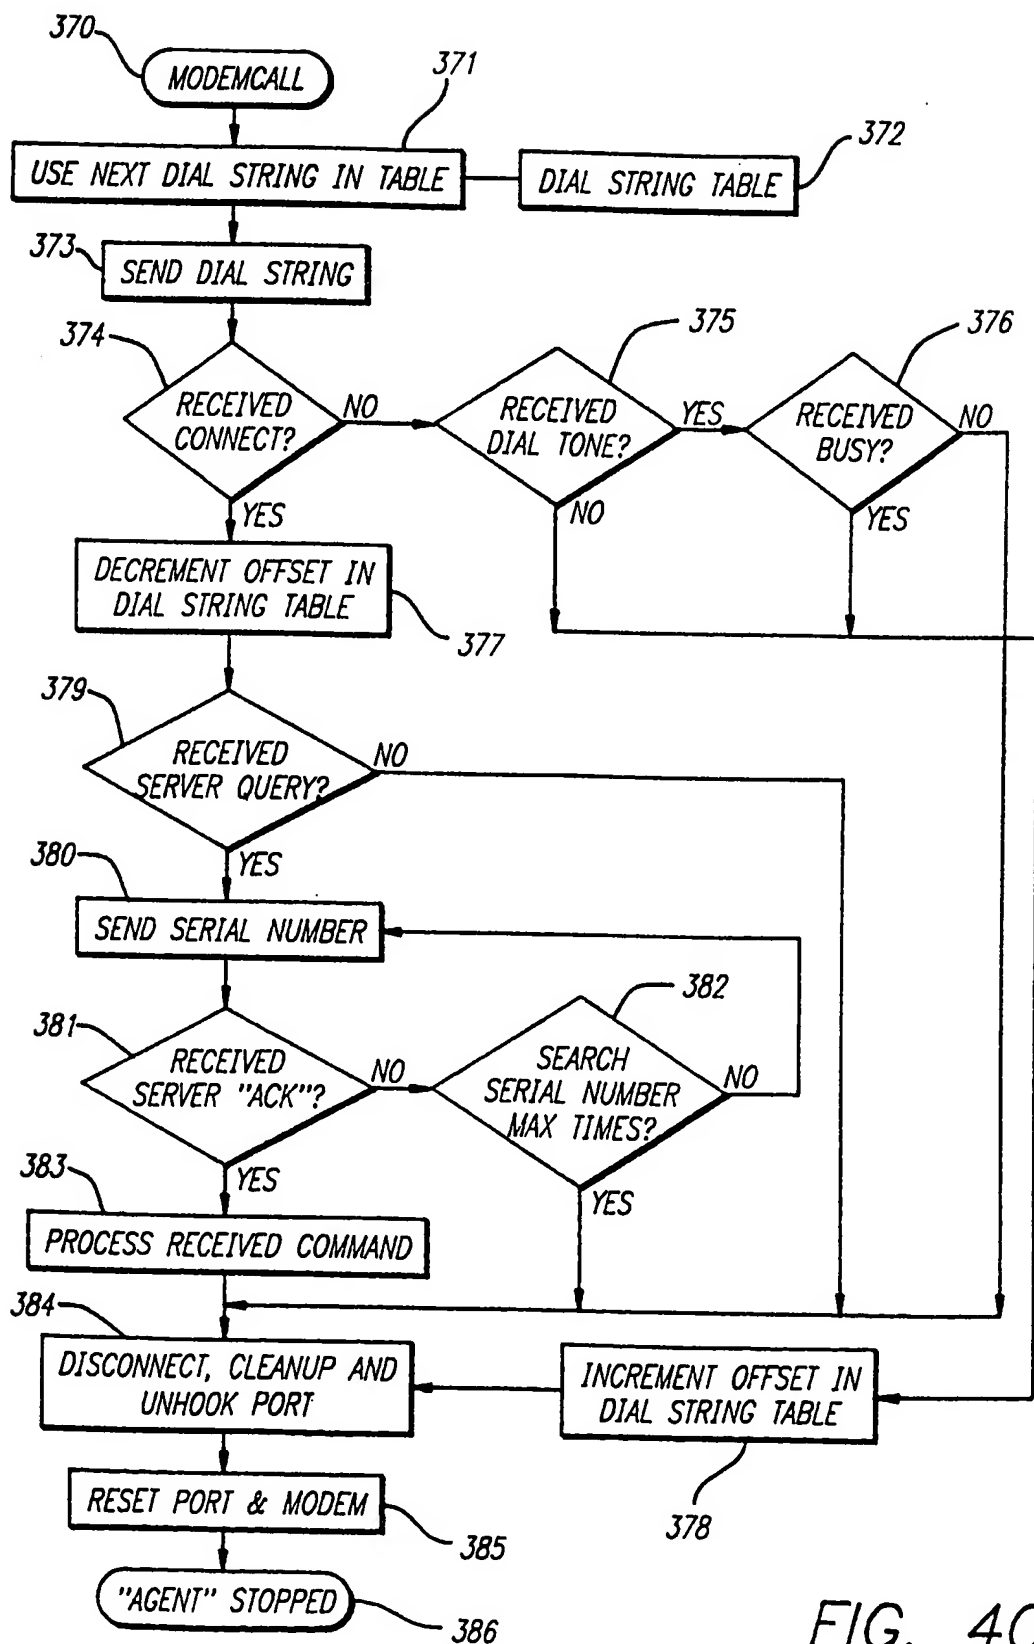 370
MODEMCALL
371
USE NEXT DIAL STRING IN TABLE
372
DIAL STRING TABLE
373
SEND DIAL STRING
374
RECEIVED
CONNECT?
NO
375
RECEIVED
DIAL TONE?
YES
376
RECEIVED
BUSY?
NO
YES
NO
YES
DECREMENT OFFSET IN
DIAL STRING TABLE
377
379
RECEIVED
SERVER QUERY?
NO
YES
380
SEND SERIAL NUMBER
381
RECEIVED
SERVER "ACK"?
NO
382
SEARCH
SERIAL NUMBER
MAX TIMES?
NO
YES
YES
383
PROCESS RECEIVED COMMAND
384
DISCONNECT, CLEANUP AND
UNHOOK PORT
INCREMENT OFFSET IN
DIAL STRING TABLE
378
RESET PORT & MODEM
385
"AGENT" STOPPED
386
FIG.